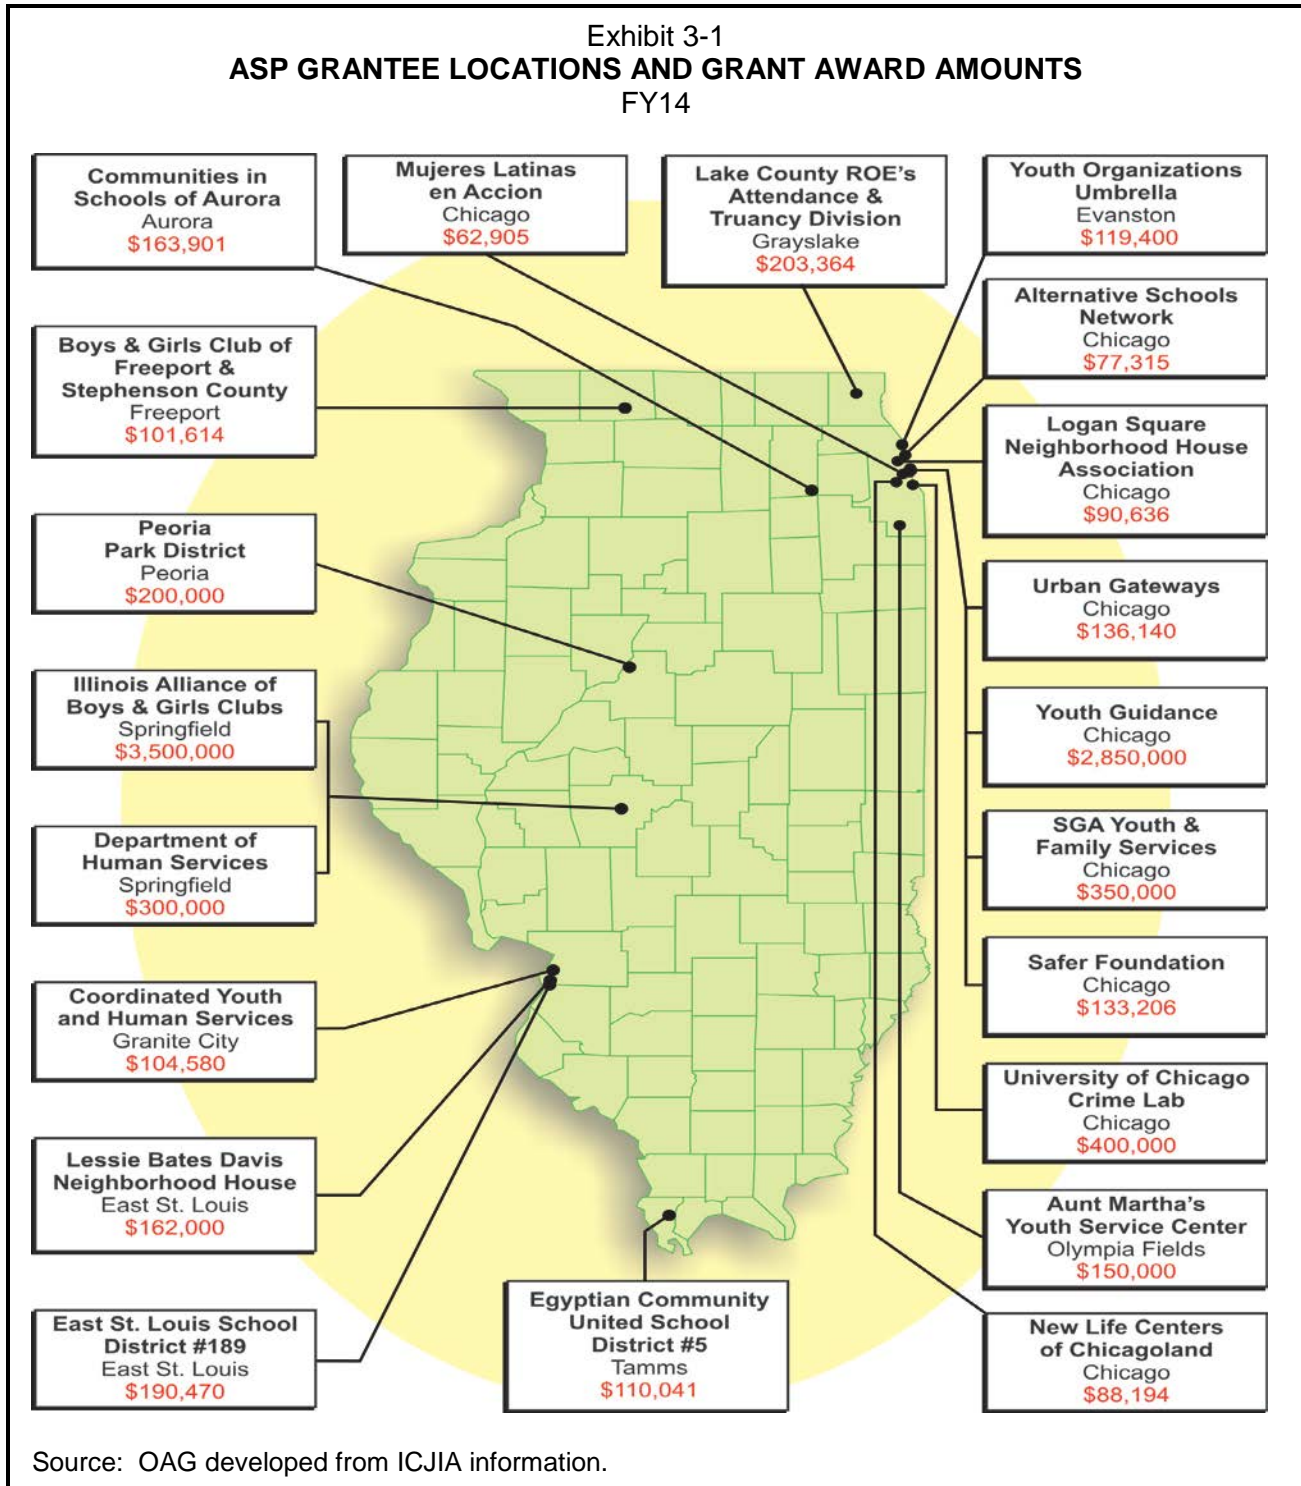 Exhibit 3-1
ASP GRANTEE LOCATIONS AND GRANT AWARD AMOUNTS
FY14
Communities in
Schools of Aurora
Aurora
$163,901
Mujeres Latinas
en Accion
Chicago
$62,905
Lake County ROE's
Attendance &
Truancy Division
Grayslake
$203,364
Youth Organizations
Umbrella
Evanston
$119,400
Boys & Girls Club of
Freeport &
Stephenson County
Freeport
$101,614
Peoria
Park District
Peoria
$200,000
Illinois Alliance of
Boys & Girls Clubs
Springfield
$3,500,000
Department of
Human Services
Springfield
$300,000
Coordinated Youth
and Human Services
Granite City
$104,580
Lessie Bates Davis
Neighborhood House
East St. Louis
$162,000
East St. Louis School
District #189
East St. Louis
$190,470
Egyptian Community
United School
District #5
Tamms
$110,041
Alternative Schools
Network
Chicago
$77,315
Logan Square
Neighborhood House
Association
Chicago
$90,636
Urban Gateways
Chicago
$136,140
Youth Guidance
Chicago
$2,850,000
SGA Youth &
Family Services
Chicago
$350,000
Safer Foundation
Chicago
$133,206
University of Chicago
Crime Lab
Chicago
$400,000
Aunt Martha's
Youth Service Center
Olympia Fields
$150,000
New Life Centers
of Chicagoland
Chicago
$88,194
Source: OAG developed from ICJIA information.